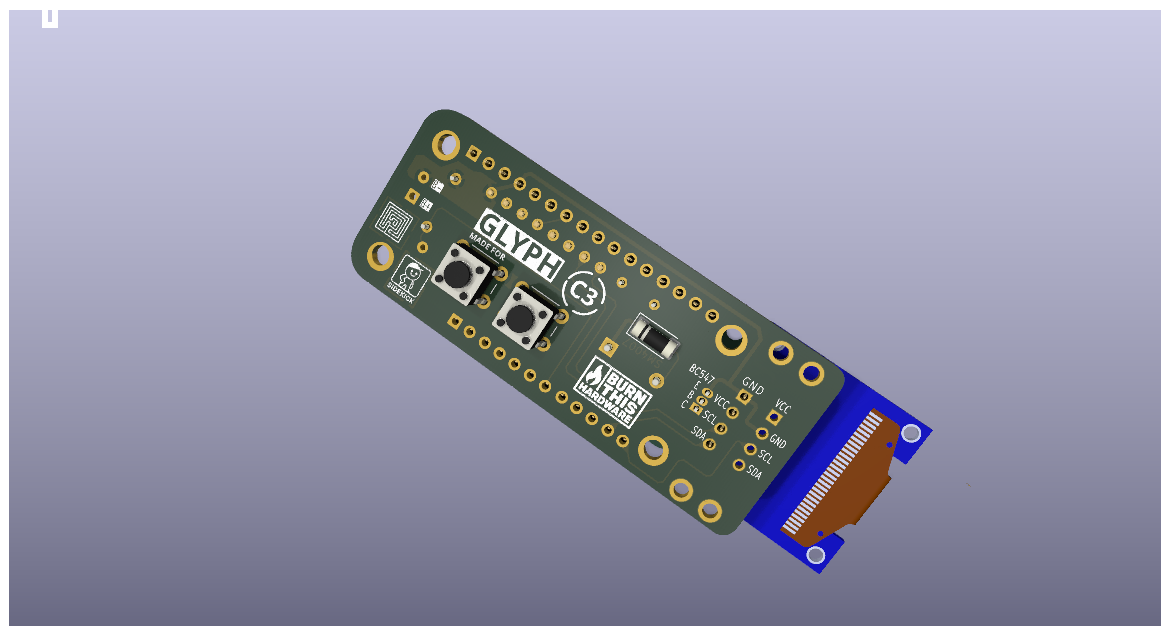 GLYPH
MADE FOR
C3
SIDEKICK
BURN
THIS
HARDWARE
BC547
E
B
C
GND
VCC
SCL
SDA
VCC
GND
SCL
SDA